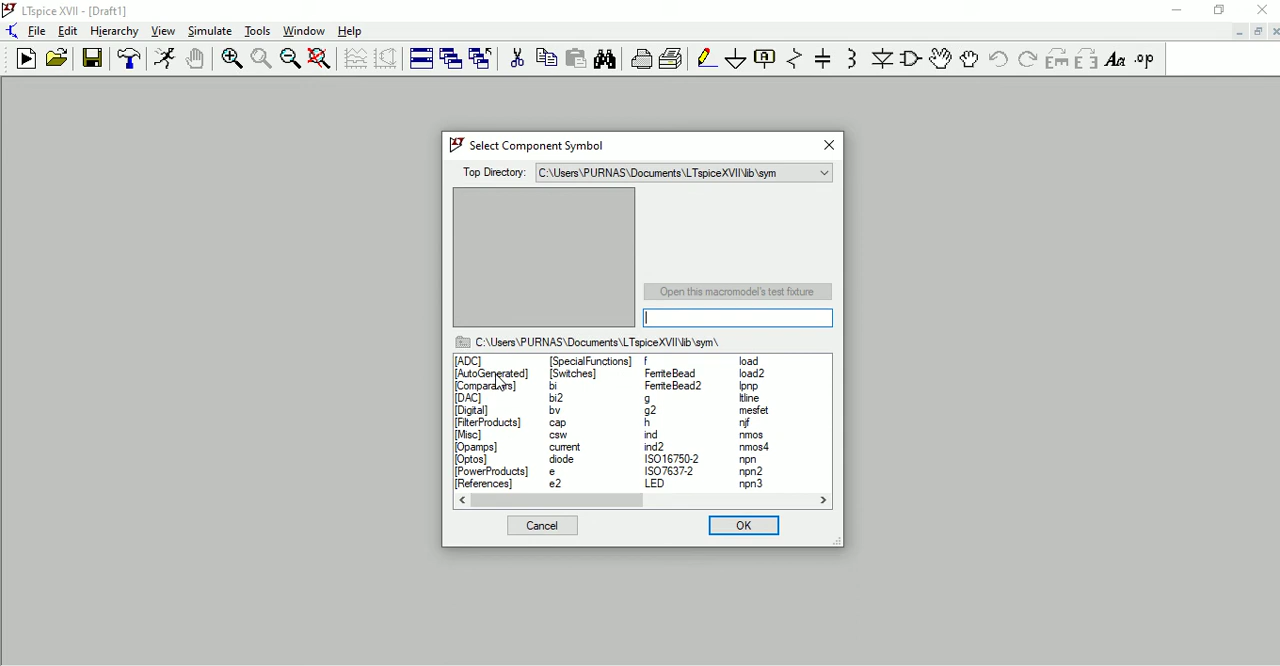 LTspice XVII - [Draft1]
File Edit Hierarchy View Simulate Tools Window Help
Aa .op
Select Component Symbol
Top Directory: C:\Users\PURNAS\Documents\LTspiceXVII\lib\sym
Open this macromodel's test fixture
C:\Users\PURNAS\Documents\LTspiceXVII\lib\sym\
[ADC] [SpecialFunctions] f load
[AutoGenerated] [Switches] FerriteBead load2
[Comparators] bi FerriteBead2 lpnp
[DAC] bi2 g ltline
[Digital] bv g2 mesfet
[FilterProducts] cap h njf
[Misc] csw ind nmos
[Opamps] current ind2 nmos4
[Optos] diode ISO16750-2 npn
[PowerProducts] e ISO7637-2 npn2
[References] e2 LED npn3
Cancel OK